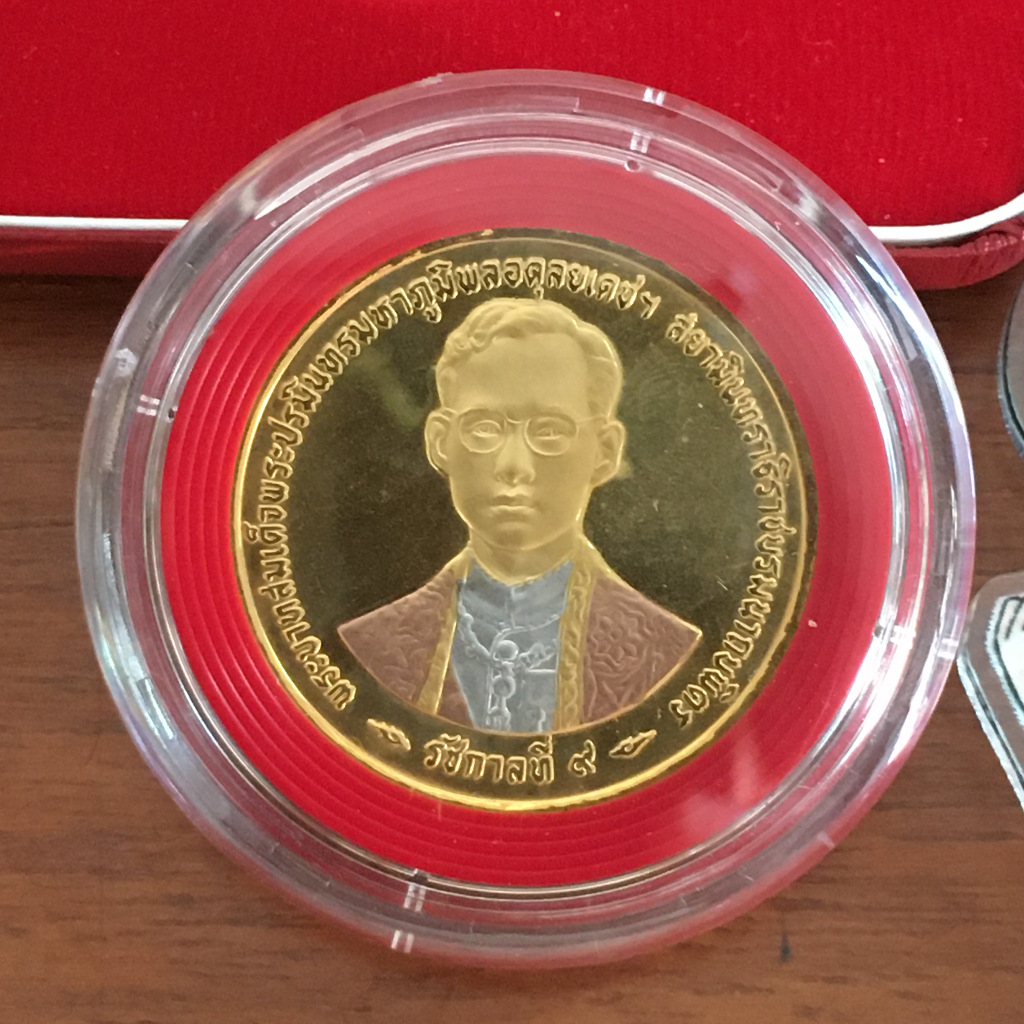 พระบาทสมเด็จพระปรมินทรมหาภูมิพลอดุลยเดชฯ สยามินทราธิราชบรมนาถบพิตร
รัชกาลที่ ๙